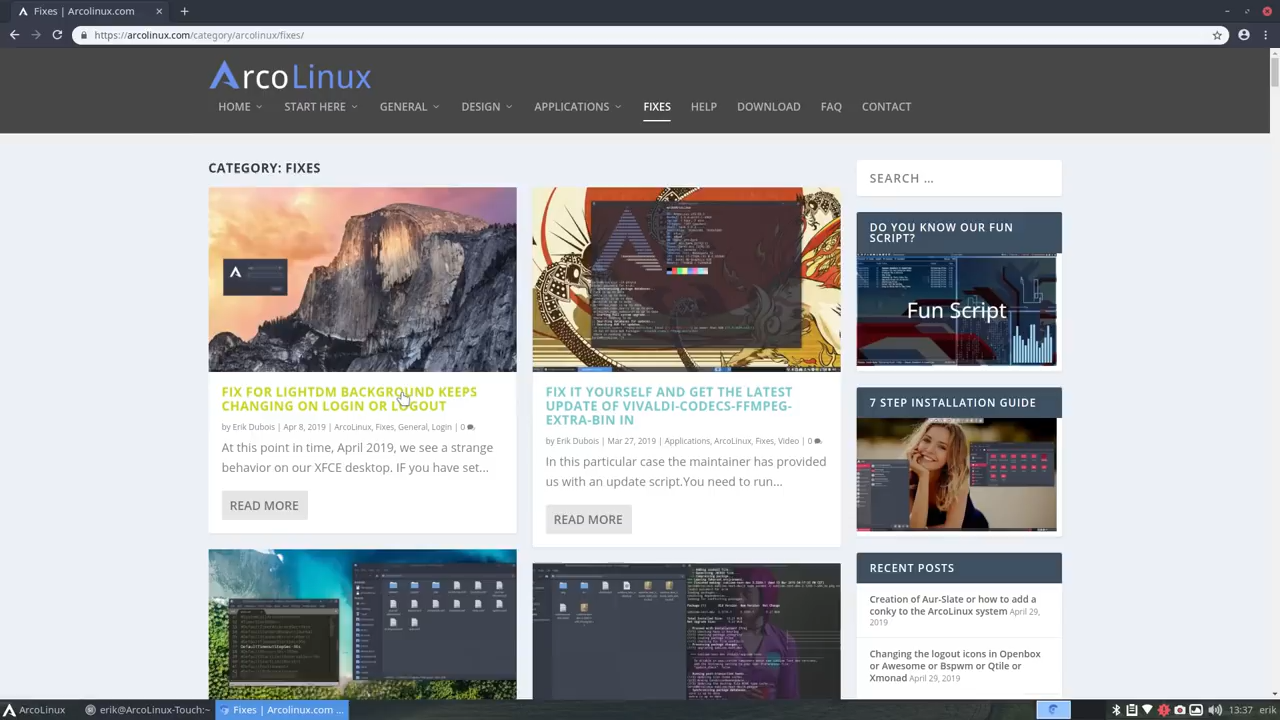 Fixes | Arcolinux.com
https://arcolinux.com/category/arcolinux/fixes/
ArcoLinux
HOME START HERE GENERAL DESIGN APPLICATIONS FIXES HELP DOWNLOAD FAQ CONTACT
CATEGORY: FIXES
FIX FOR LIGHTDM BACKGROUND KEEPS
CHANGING ON LOGIN OR LOGOUT
by Erik Dubois | Apr 8, 2019 | ArcoLinux, Fixes, General, Login | 0
At this point in time, April 2019, we see a strange
behavior on our XFCE desktop. IF you have set...
READ MORE
FIX IT YOURSELF AND GET THE LATEST
UPDATE OF VIVALDI-CODECS-FFMPEG-
EXTRA-BIN IN
by Erik Dubois | Mar 27, 2019 | Applications, ArcoLinux, Fixes, Video | 0
In this particular case the maintainer has provided
us with an update script.You need to run...
READ MORE
SEARCH …
DO YOU KNOW OUR FUN
SCRIPT?
Fun Script
7 STEP INSTALLATION GUIDE
RECENT POSTS
Creation of Aur-Slate or how to add a
conky to the Arcolinux system April 29,
2019
Changing the logout icons in Openbox
or Awesome or Bspwm or Qtile or
Xmonad April 29, 2019
ArcoLinux erik@ArcoLinux-Touch:~ Fixes | Arcolinux.com ... 13:37 erik